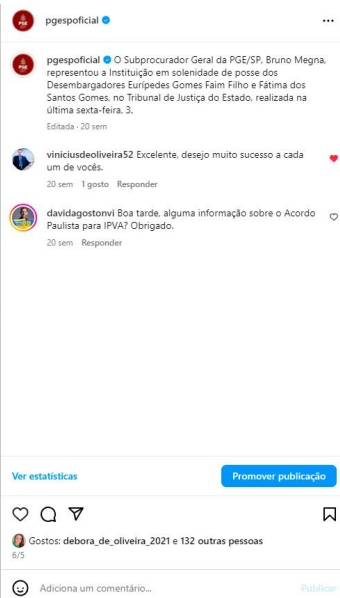 pgespoficial
PGE
pgespoficial O Subprocurador Geral da PGE/SP, Bruno Megna,
representou a Instituição em solenidade de posse dos
Desembargadores Eurípedes Gomes Faim Filho e Fátima dos
Santos Gomes, no Tribunal de Justiça do Estado, realizada na
última sexta-feira, 3.
Editada · 20 sem
viniciusdeoliveira52 Excelente, desejo muito sucesso a cada
um de vocês.
20 sem 1 gosto Responder
davidagostonvi Boa tarde, alguma informação sobre o Acordo
Paulista para IPVA? Obrigado.
20 sem Responder
Ver estatísticas
Promover publicação
Gostos: debora_de_oliveira_2021 e 132 outras pessoas
6/5
Adiciona um comentário...
Publicar